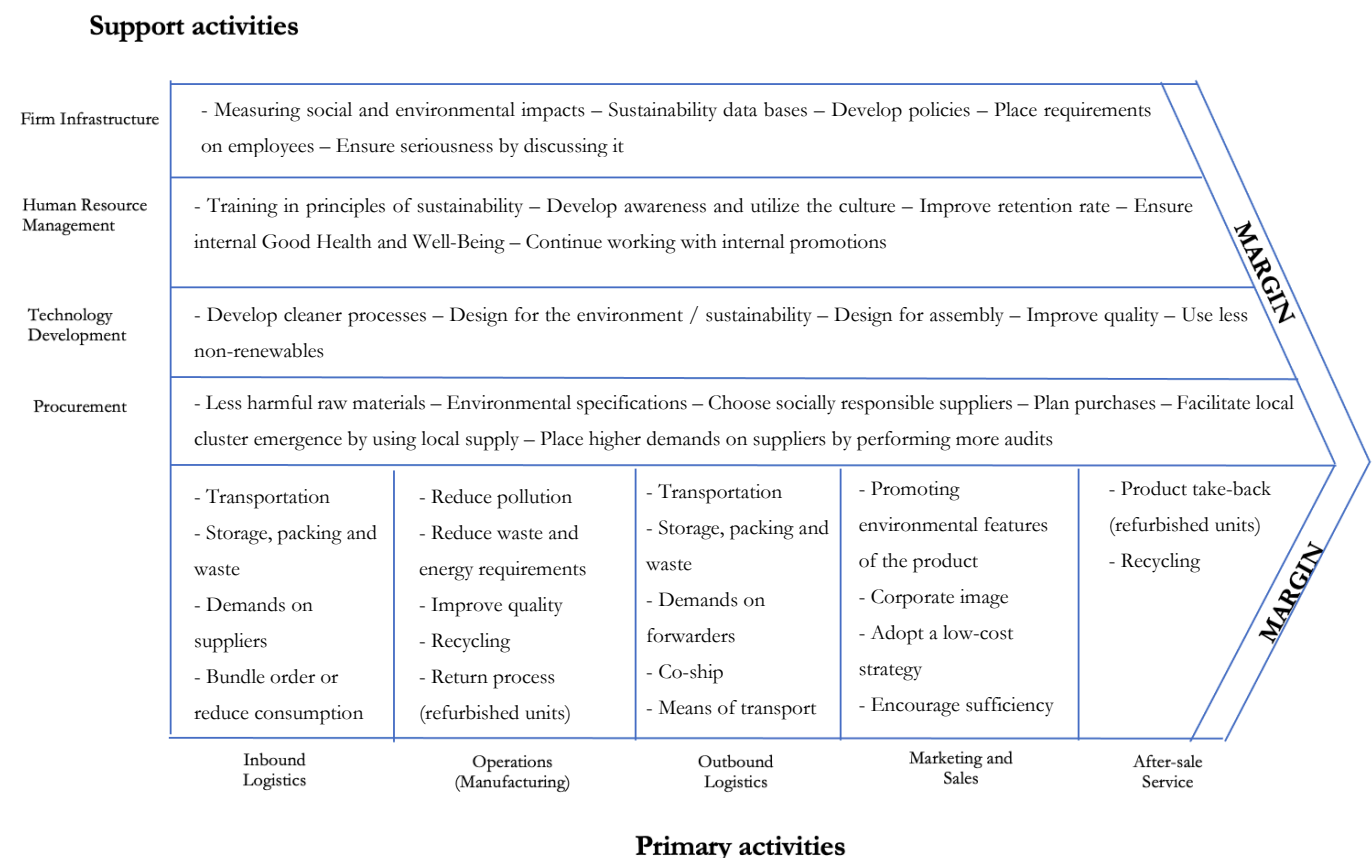 Support activities
Firm Infrastructure
- Measuring social and environmental impacts – Sustainability data bases – Develop policies – Place requirements
on employees – Ensure seriousness by discussing it
Human Resource
Management
- Training in principles of sustainability – Develop awareness and utilize the culture – Improve retention rate – Ensure
internal Good Health and Well-Being – Continue working with internal promotions
Technology
Development
- Develop cleaner processes – Design for the environment / sustainability – Design for assembly – Improve quality – Use less
non-renewables
Procurement
- Less harmful raw materials – Environmental specifications – Choose socially responsible suppliers – Plan purchases – Facilitate local
cluster emergence by using local supply – Place higher demands on suppliers by performing more audits
MARGIN
- Transportation
- Storage, packing and
waste
- Demands on
suppliers
- Bundle order or
reduce consumption
- Reduce pollution
- Reduce waste and
energy requirements
- Improve quality
- Recycling
- Return process
(refurbished units)
- Transportation
- Storage, packing and
waste
- Demands on
forwarders
- Co-ship
- Means of transport
- Promoting
environmental features
of the product
- Corporate image
- Adopt a low-cost
strategy
- Encourage sufficiency
- Product take-back
(refurbished units)
- Recycling
MARGIN
Inbound
Logistics
Operations
(Manufacturing)
Outbound
Logistics
Marketing and
Sales
After-sale
Service
Primary activities